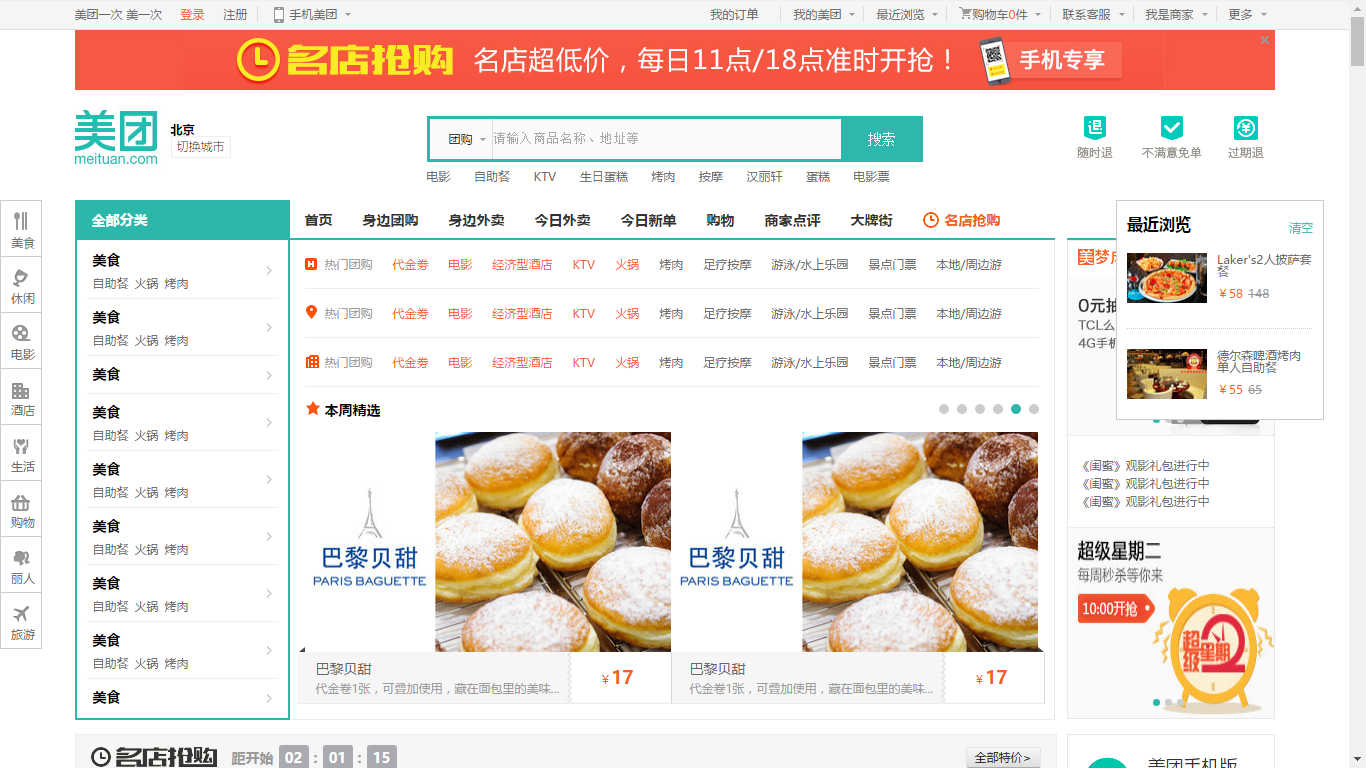 美团一次 美一次 登录 注册 手机美团 我的订单 我的美团 最近浏览 购物车0件 联系客服 我是商家 更多
名店抢购 名店超低价，每日11点/18点准时开抢！ 手机专享
美团 meituan.com
北京
切换城市
团购 请输入商品名称、地址等 搜索
电影 自助餐 KTV 生日蛋糕 烤肉 按摩 汉丽轩 蛋糕 电影票
退 随时退
不满意免单
过期退
全部分类 首页 身边团购 身边外卖 今日外卖 今日新单 购物 商家点评 大牌街 名店抢购
美食
休闲
电影
酒店
生活
购物
丽人
旅游
美食
自助餐 火锅 烤肉
美食
自助餐 火锅 烤肉
美食
美食
自助餐 火锅 烤肉
美食
自助餐 火锅 烤肉
美食
自助餐 火锅 烤肉
美食
自助餐 火锅 烤肉
美食
自助餐 火锅 烤肉
美食
热门团购 代金券 电影 经济型酒店 KTV 火锅 烤肉 足疗按摩 游泳/水上乐园 景点门票 本地/周边游
热门团购 代金券 电影 经济型酒店 KTV 火锅 烤肉 足疗按摩 游泳/水上乐园 景点门票 本地/周边游
热门团购 代金券 电影 经济型酒店 KTV 火锅 烤肉 足疗按摩 游泳/水上乐园 景点门票 本地/周边游
本周精选
巴黎贝甜
PARIS BAGUETTE
巴黎贝甜
PARIS BAGUETTE
巴黎贝甜
代金卷1张，可叠加使用，藏在面包里的美味...
¥17
巴黎贝甜
代金卷1张，可叠加使用，藏在面包里的美味...
¥17
最近浏览 清空
Laker's2人披萨套
餐
￥58 148
德尔森啤酒烤肉
单人自助餐
￥55 65
美梦
0元抽
TCL么
4G手机
《闺蜜》观影礼包进行中
《闺蜜》观影礼包进行中
《闺蜜》观影礼包进行中
超级星期二
每周秒杀等你来
10:00开抢
超级星期2
名店抢购 距开始 02 : 01 : 15 全部特价>
美团手机版